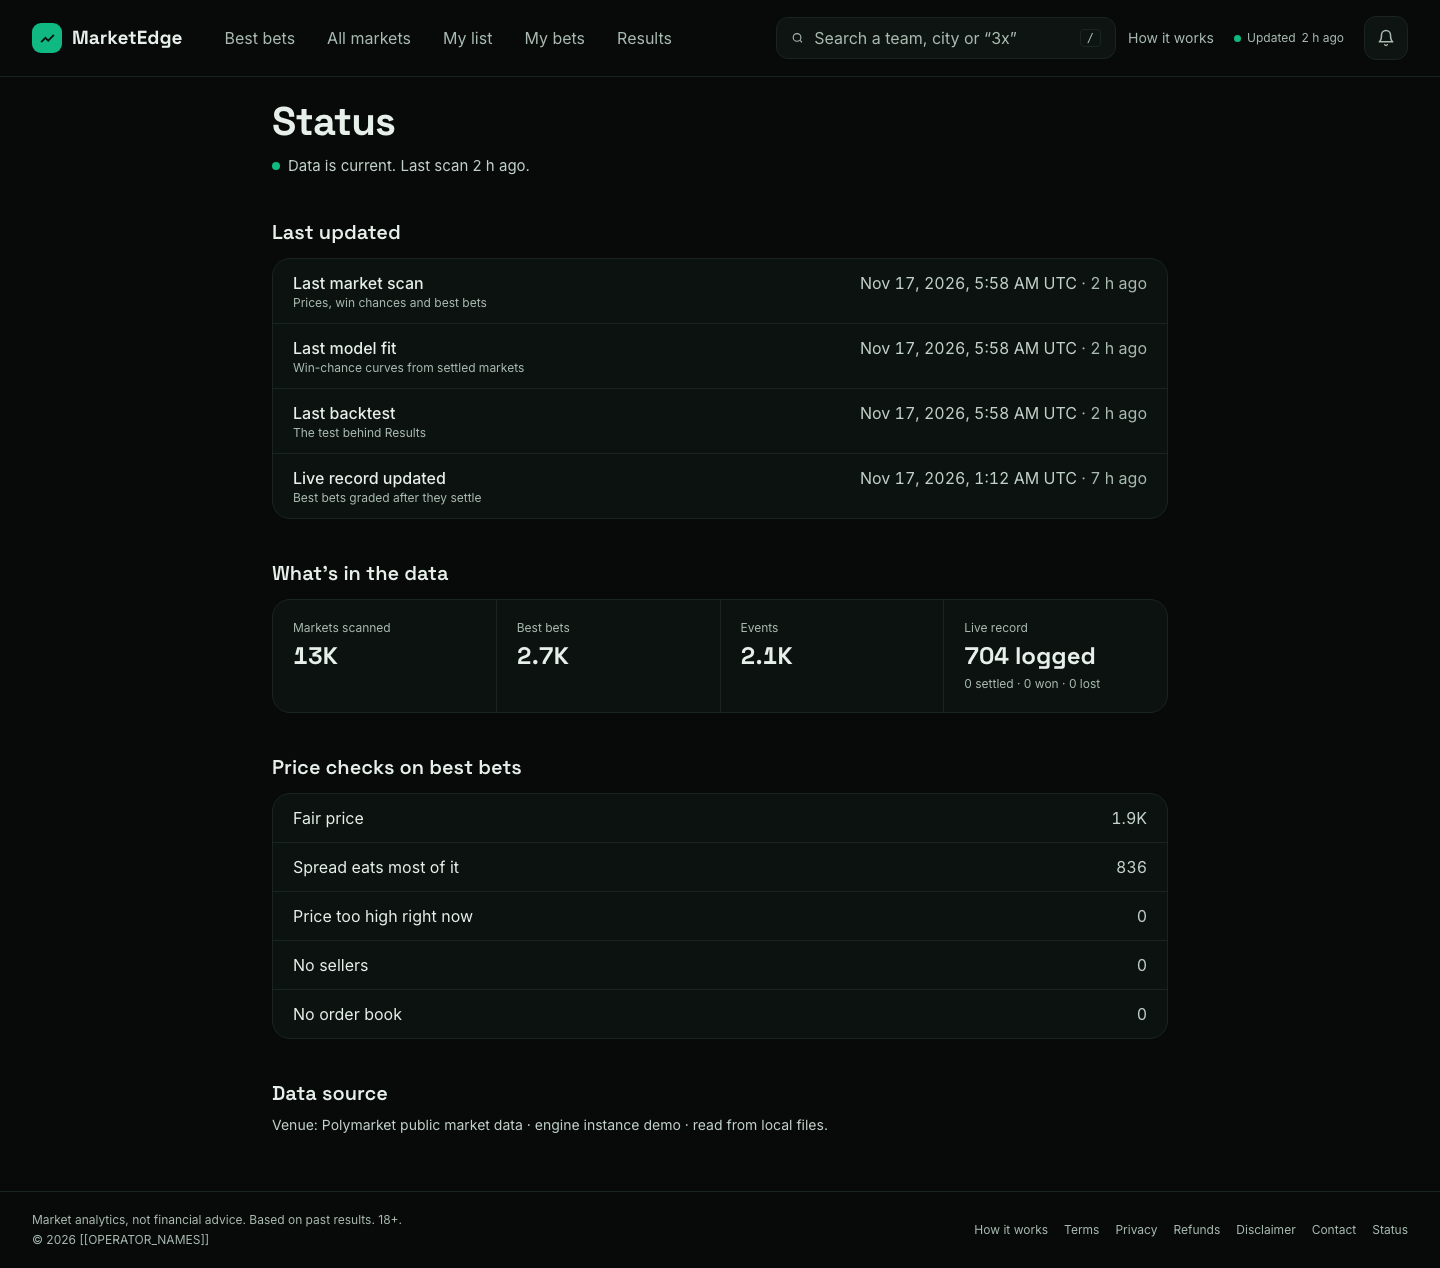 MarketEdge
Best bets
All markets
My list
My bets
Results
Search a team, city or “3x”
/
How it works
Updated 2 h ago
Status
Data is current. Last scan 2 h ago.
Last updated
Last market scan
Nov 17, 2026, 5:58 AM UTC · 2 h ago
Prices, win chances and best bets
Last model fit
Nov 17, 2026, 5:58 AM UTC · 2 h ago
Win-chance curves from settled markets
Last backtest
Nov 17, 2026, 5:58 AM UTC · 2 h ago
The test behind Results
Live record updated
Nov 17, 2026, 1:12 AM UTC · 7 h ago
Best bets graded after they settle
What’s in the data
Markets scanned
13K
Best bets
2.7K
Events
2.1K
Live record
704 logged
0 settled · 0 won · 0 lost
Price checks on best bets
Fair price
1.9K
Spread eats most of it
836
Price too high right now
0
No sellers
0
No order book
0
Data source
Venue: Polymarket public market data · engine instance demo · read from local files.
Market analytics, not financial advice. Based on past results. 18+.
© 2026 [[OPERATOR_NAMES]]
How it works
Terms
Privacy
Refunds
Disclaimer
Contact
Status